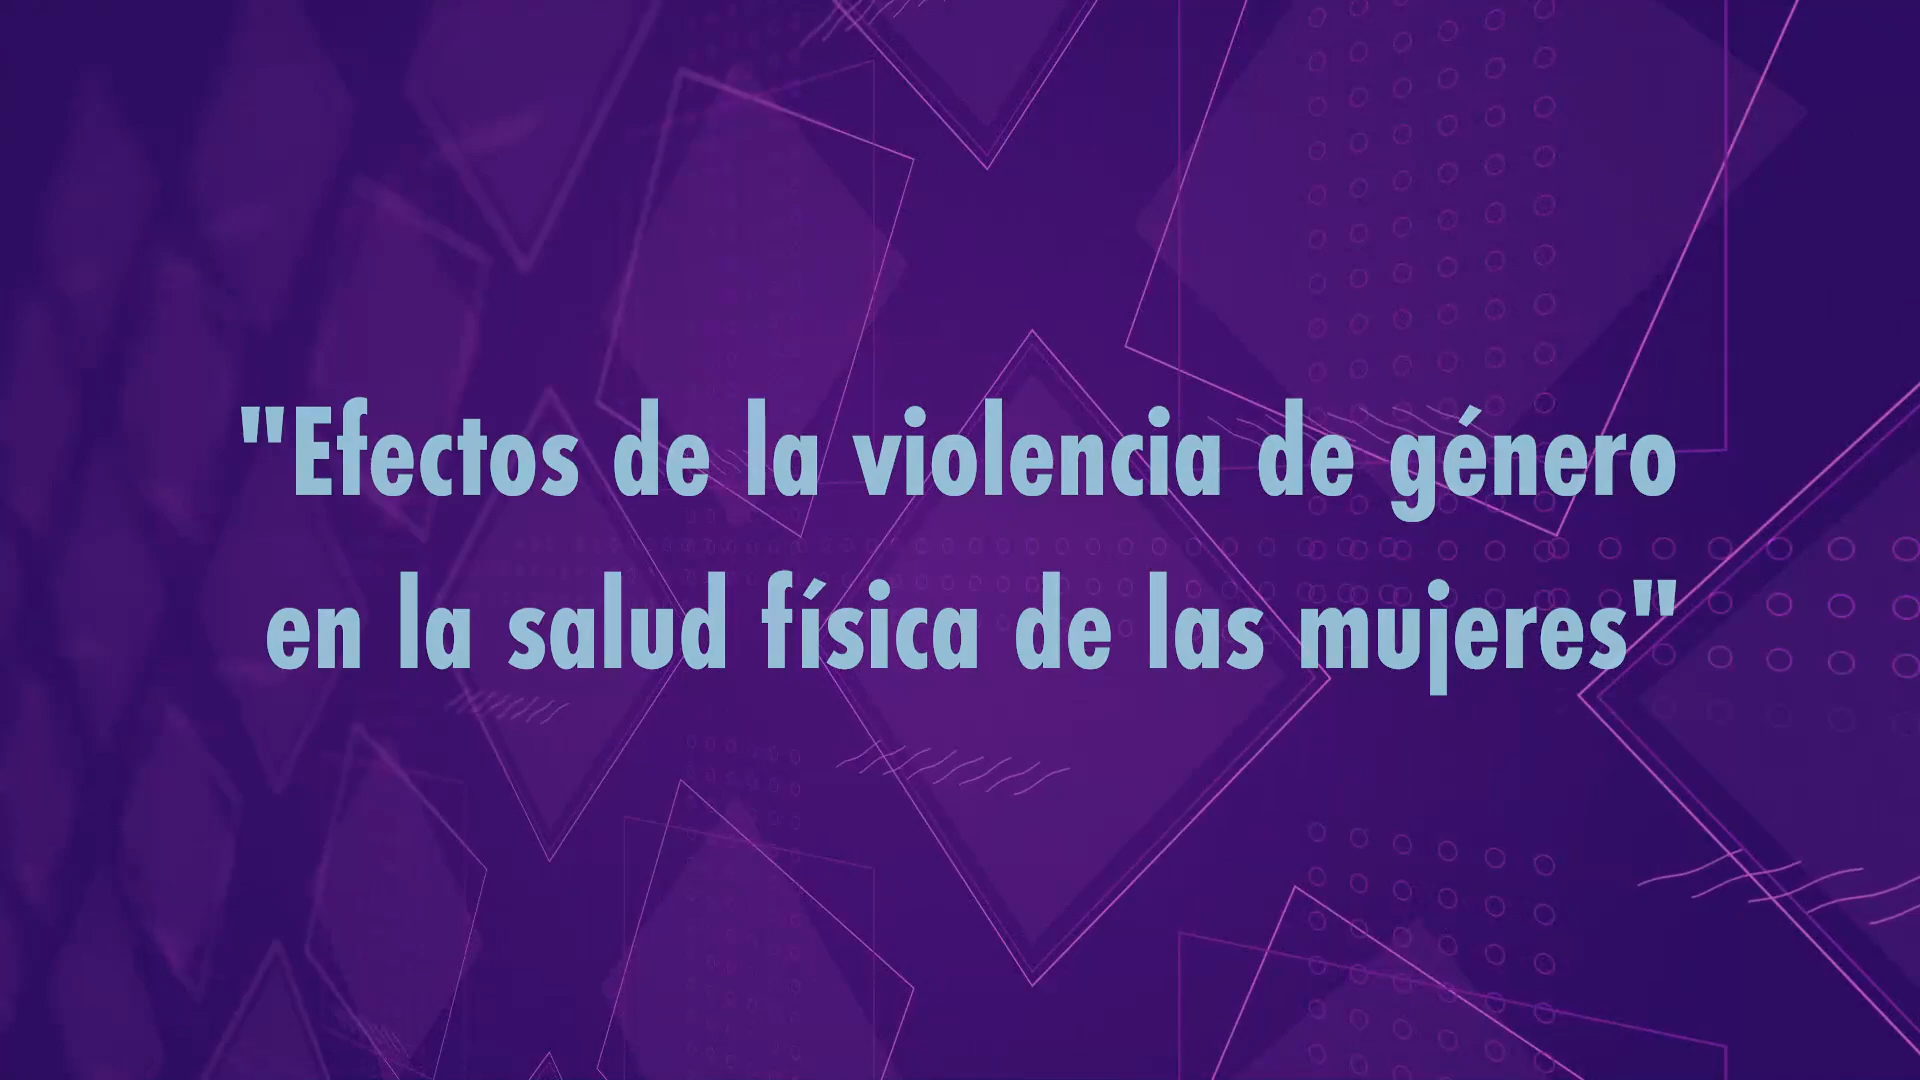 "Efectos de la violencia de género
en la salud física de las mujeres"